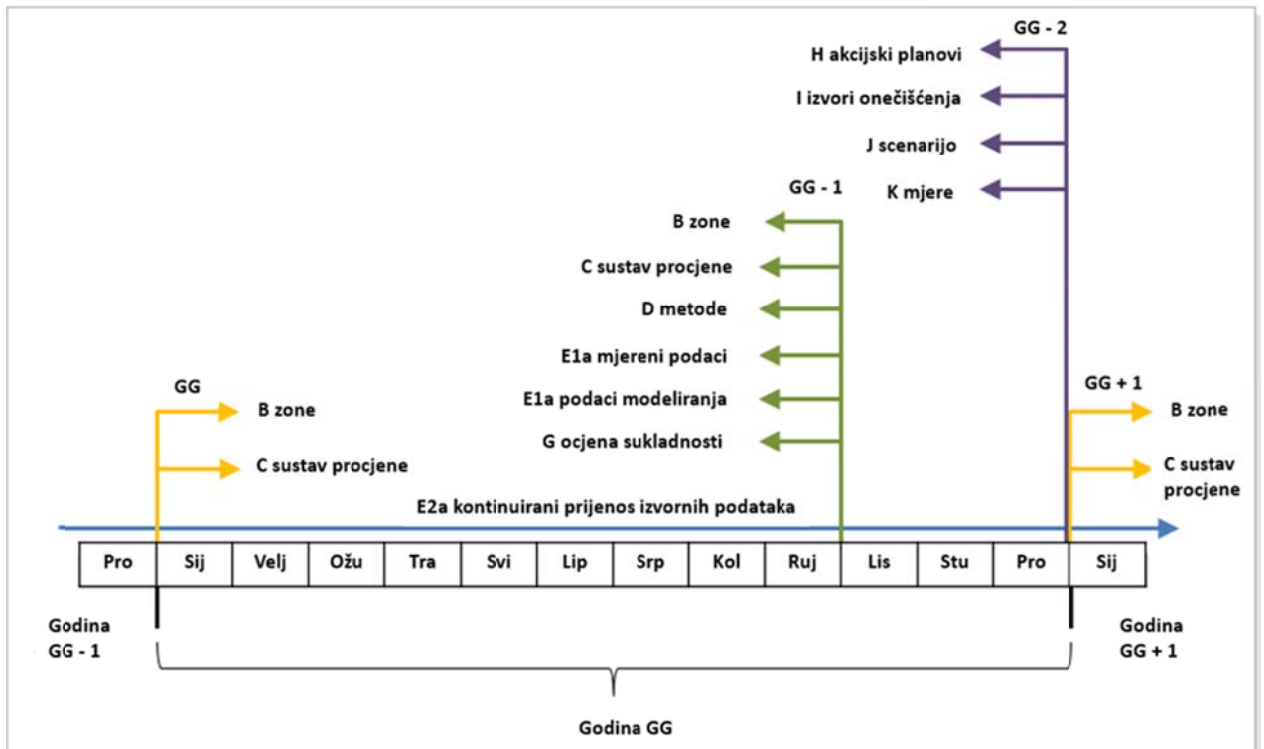 GG - 2
H akcijski planovi
I izvori onečišćenja
J scenarijo
K mjere
GG - 1
B zone
C sustav procjene
D metode
E1a mjereni podaci
E1a podaci modeliranja
G ocjena sukladnosti
GG
B zone
C sustav procjene
GG + 1
B zone
C sustav
procjene
E2a kontinuirani prijenos izvornih podataka
Pro Sij Velj Ožu Tra Svi Lip Srp Kol Ruj Lis Stu Pro Sij
Godina
GG - 1
Godina
GG + 1
Godina GG